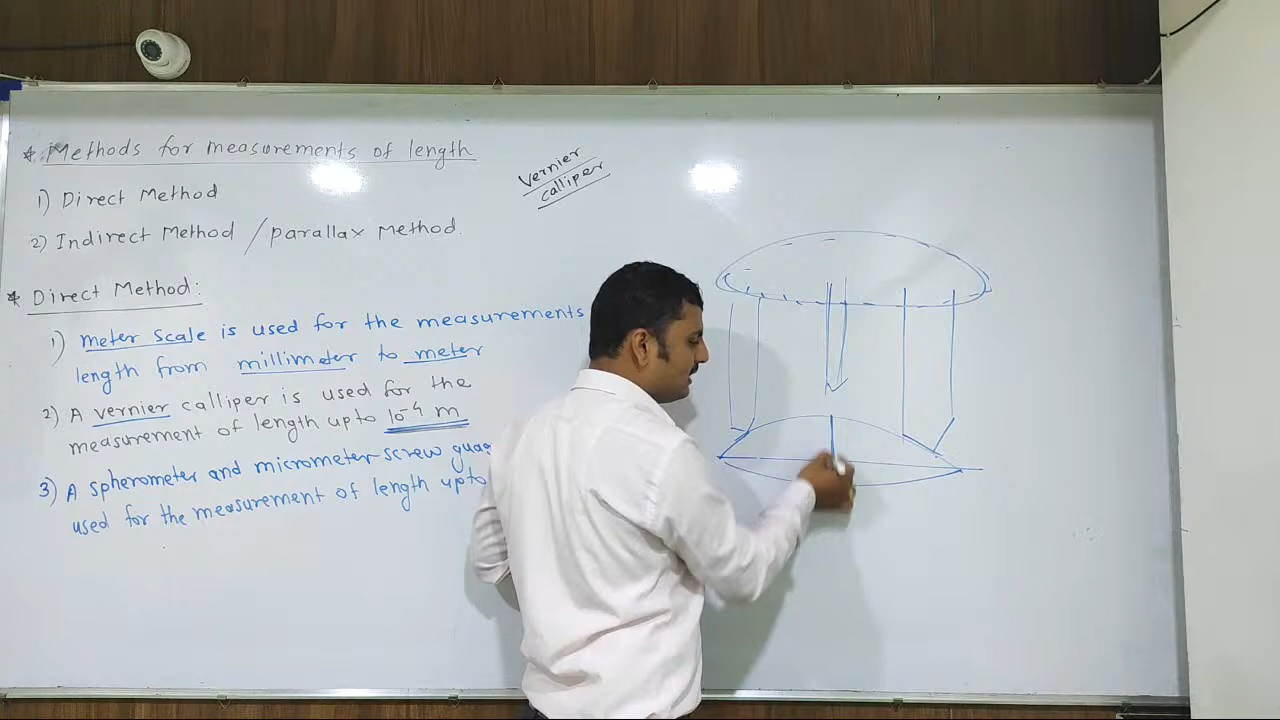 * Methods for measurements of length
1) Direct Method
2) Indirect Method / parallax Method.
Vernier
calliper
* Direct Method:
1) meter scale is used for the measurements
length from millimeter to meter
2) A vernier calliper is used for the
measurement of length upto 10-4 m
3) A spherometer and micrometer screw
used for the measurement of length upto